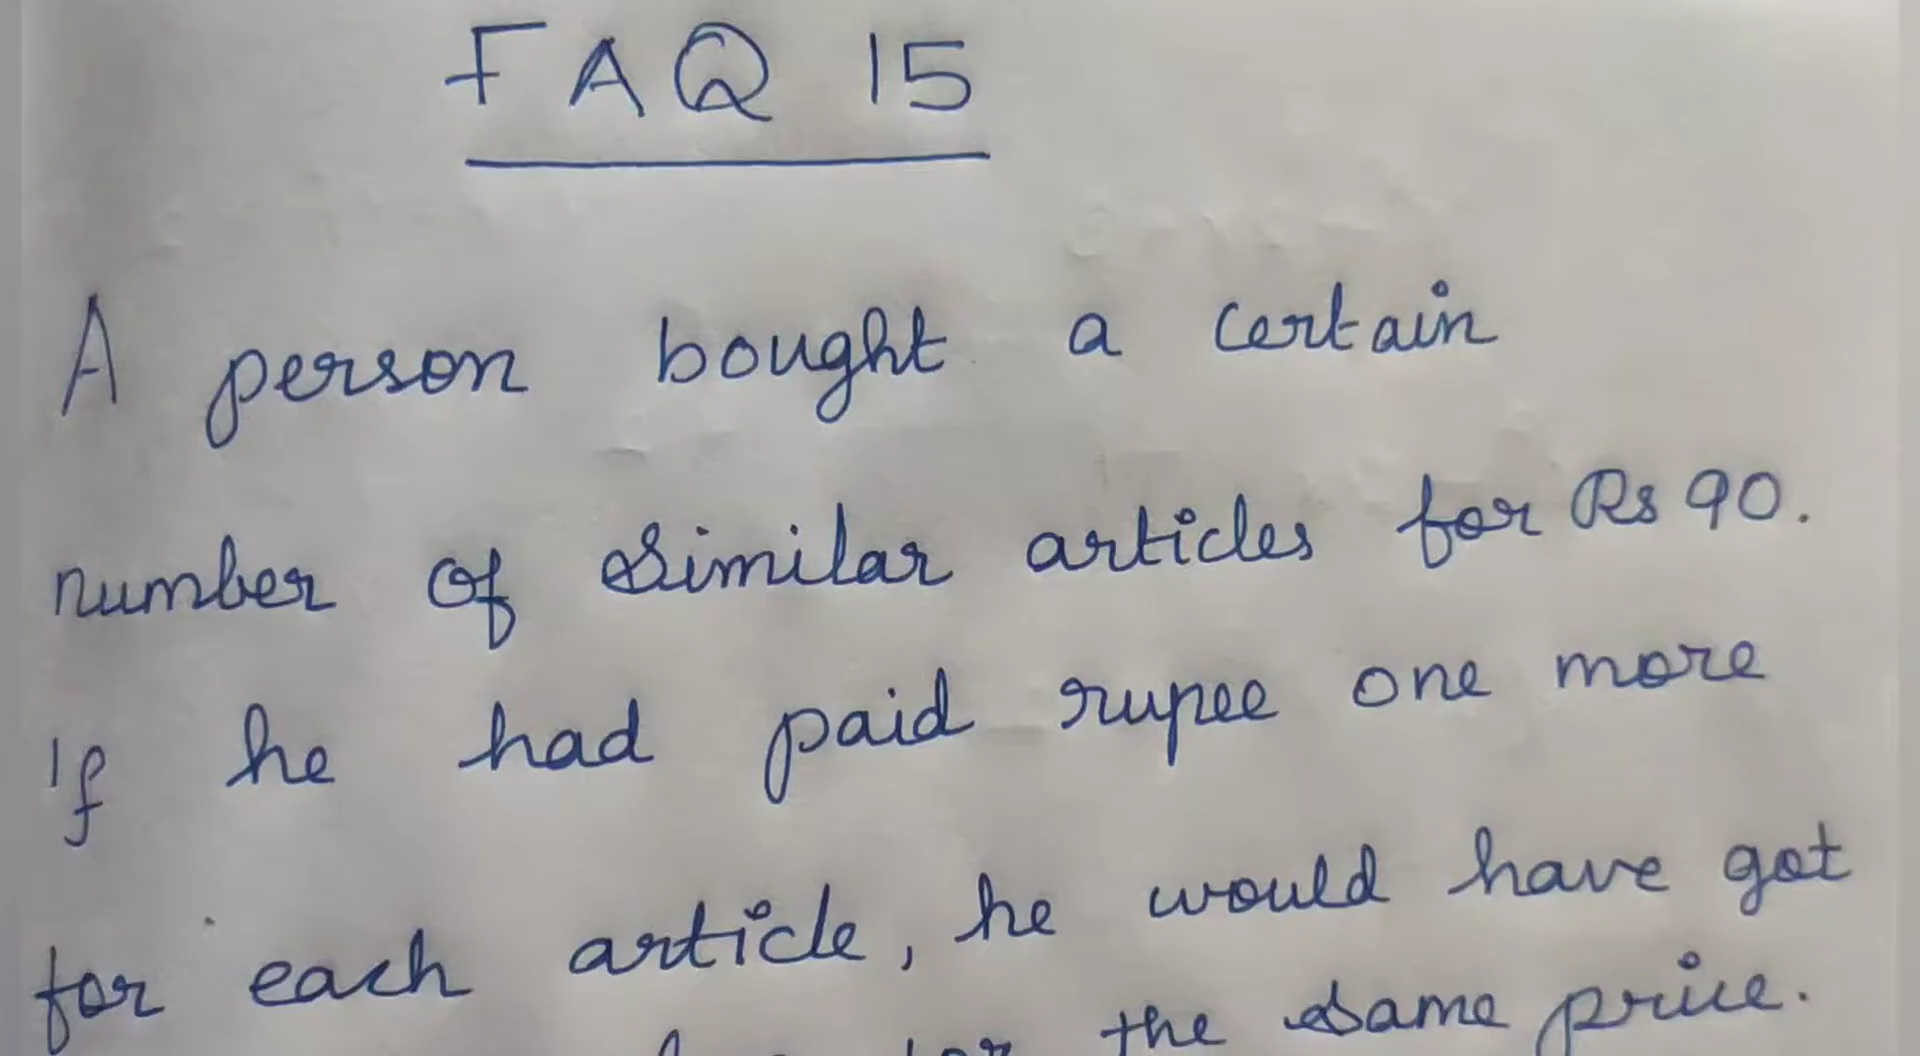 FAQ 15
A person bought a certain
number of similar articles for Rs 90.
If he had paid rupee one more
for each article, he would have got
the same price.